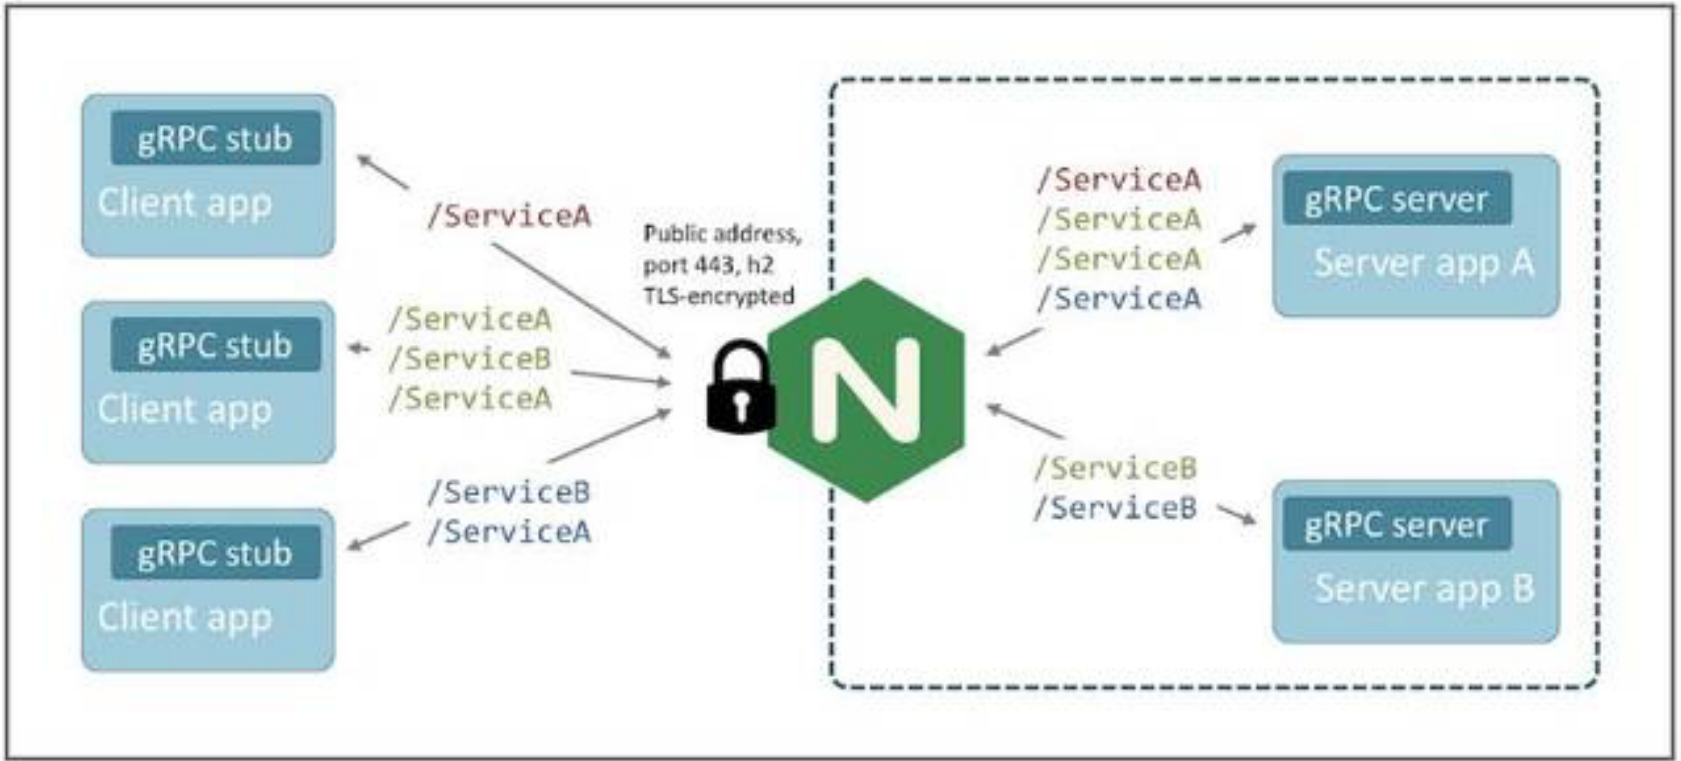 gRPC stub
Client app
/ServiceA
gRPC stub
Client app
/ServiceA
/ServiceB
/ServiceA
gRPC stub
Client app
/ServiceB
/ServiceA
Public address,
port 443, h2
TLS-encrypted
N
/ServiceA
/ServiceA
/ServiceA
/ServiceA
gRPC server
Server app A
/ServiceB
/ServiceB
gRPC server
Server app B